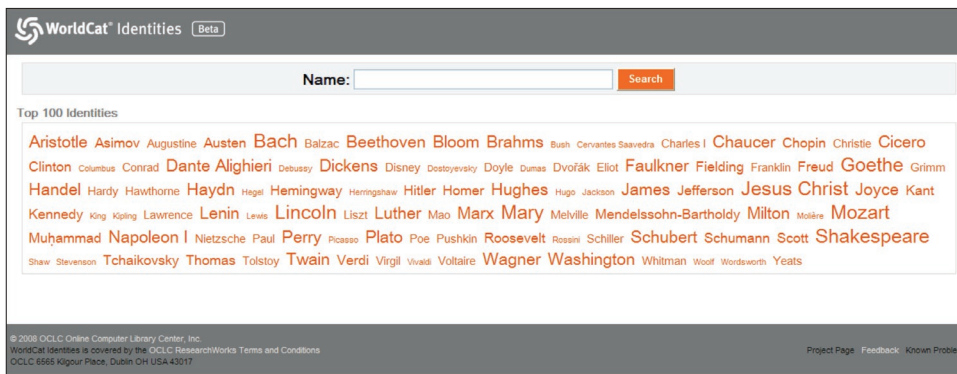 WorldCat® Identities Beta
Name: Search
Top 100 Identities
Aristotle Asimov Augustine Austen Bach Balzac Beethoven Bloom Brahms Bush Cervantes Saavedra Charles I Chaucer Chopin Christie Cicero
Clinton Columbus Conrad Dante Alighieri Debussy Dickens Disney Dostoyevsky Doyle Dumas Dvořák Eliot Faulkner Fielding Franklin Freud Goethe Grimm
Handel Hardy Hawthorne Haydn Hegel Hemingway Herringshaw Hitler Homer Hughes Hugo Jackson James Jefferson Jesus Christ Joyce Kant
Kennedy King Kipling Lawrence Lenin Lewis Lincoln Liszt Luther Mao Marx Mary Melville Mendelssohn-Bartholdy Milton Molière Mozart
Muḥammad Napoleon I Nietzsche Paul Perry Picasso Plato Poe Pushkin Roosevelt Rossini Schiller Schubert Schumann Scott Shakespeare
Shaw Stevenson Tchaikovsky Thomas Tolstoy Twain Verdi Virgil Vivaldi Voltaire Wagner Washington Whitman Woolf Wordsworth Yeats
© 2008 OCLC Online Computer Library Center, Inc.
WorldCat Identities is covered by the OCLC ResearchWorks Terms and Conditions Project Page Feedback Known Proble
OCLC 6565 Kilgour Place, Dublin OH USA 43017